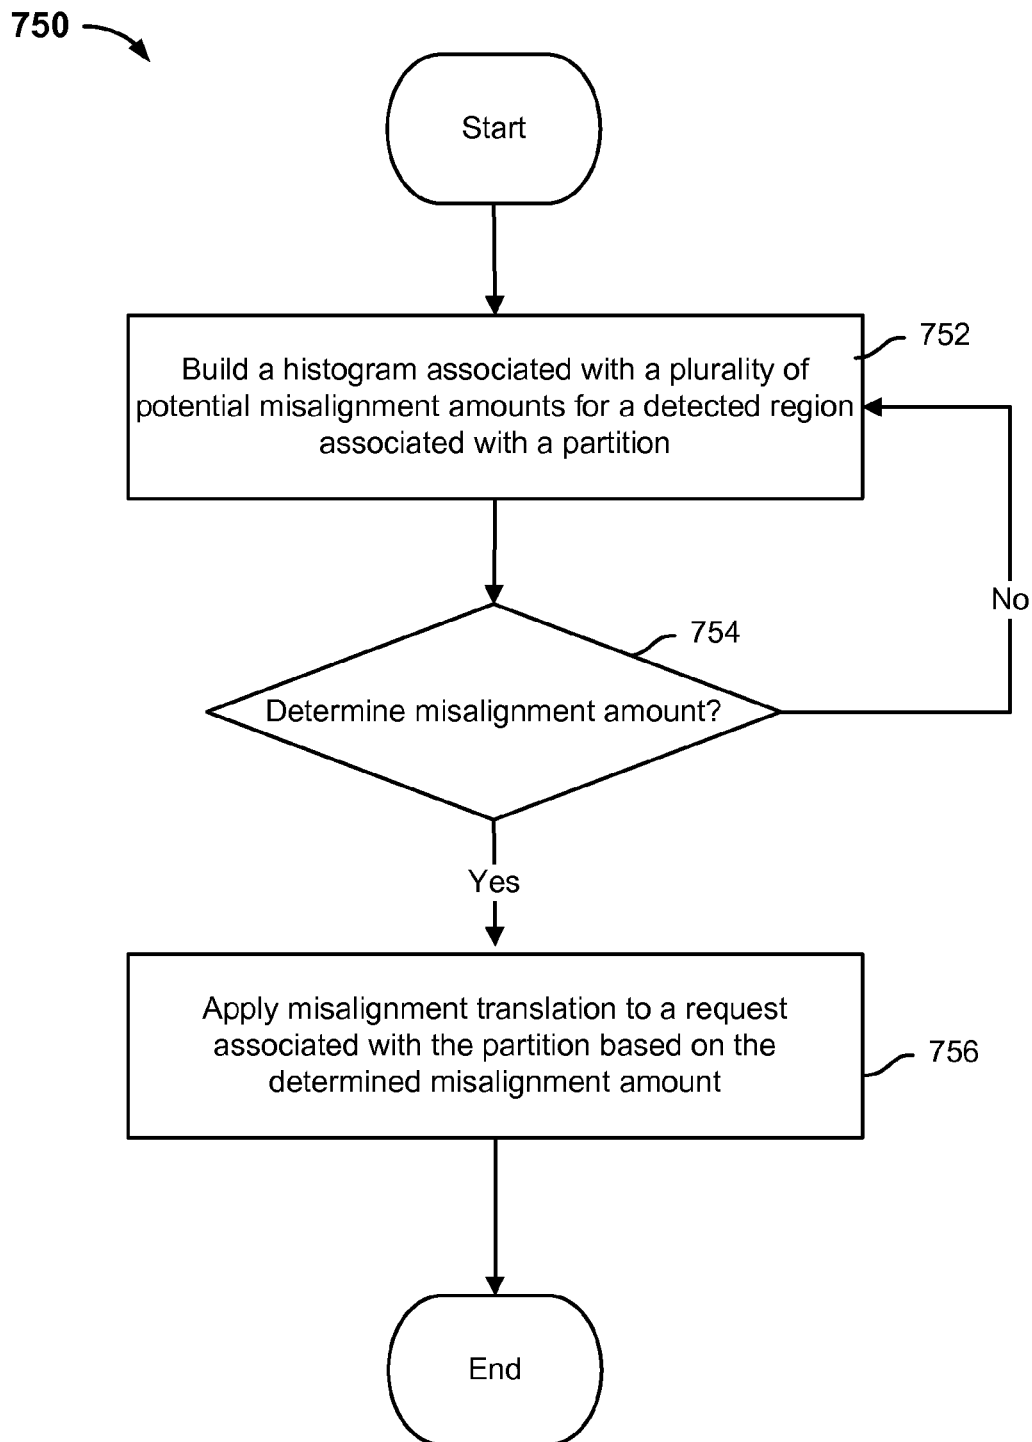 750
Start
752
Build a histogram associated with a plurality of
potential misalignment amounts for a detected region
associated with a partition
No
754
Determine misalignment amount?
Yes
Apply misalignment translation to a request
associated with the partition based on the
determined misalignment amount
756
End